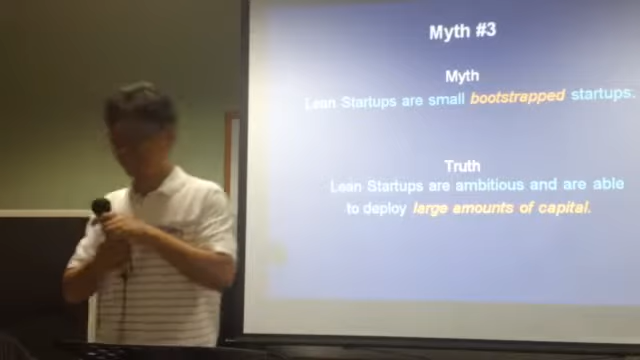 Myth #3
Myth
Lean Startups are small bootstrapped startups.
Truth
Lean Startups are ambitious and are able
to deploy large amounts of capital.